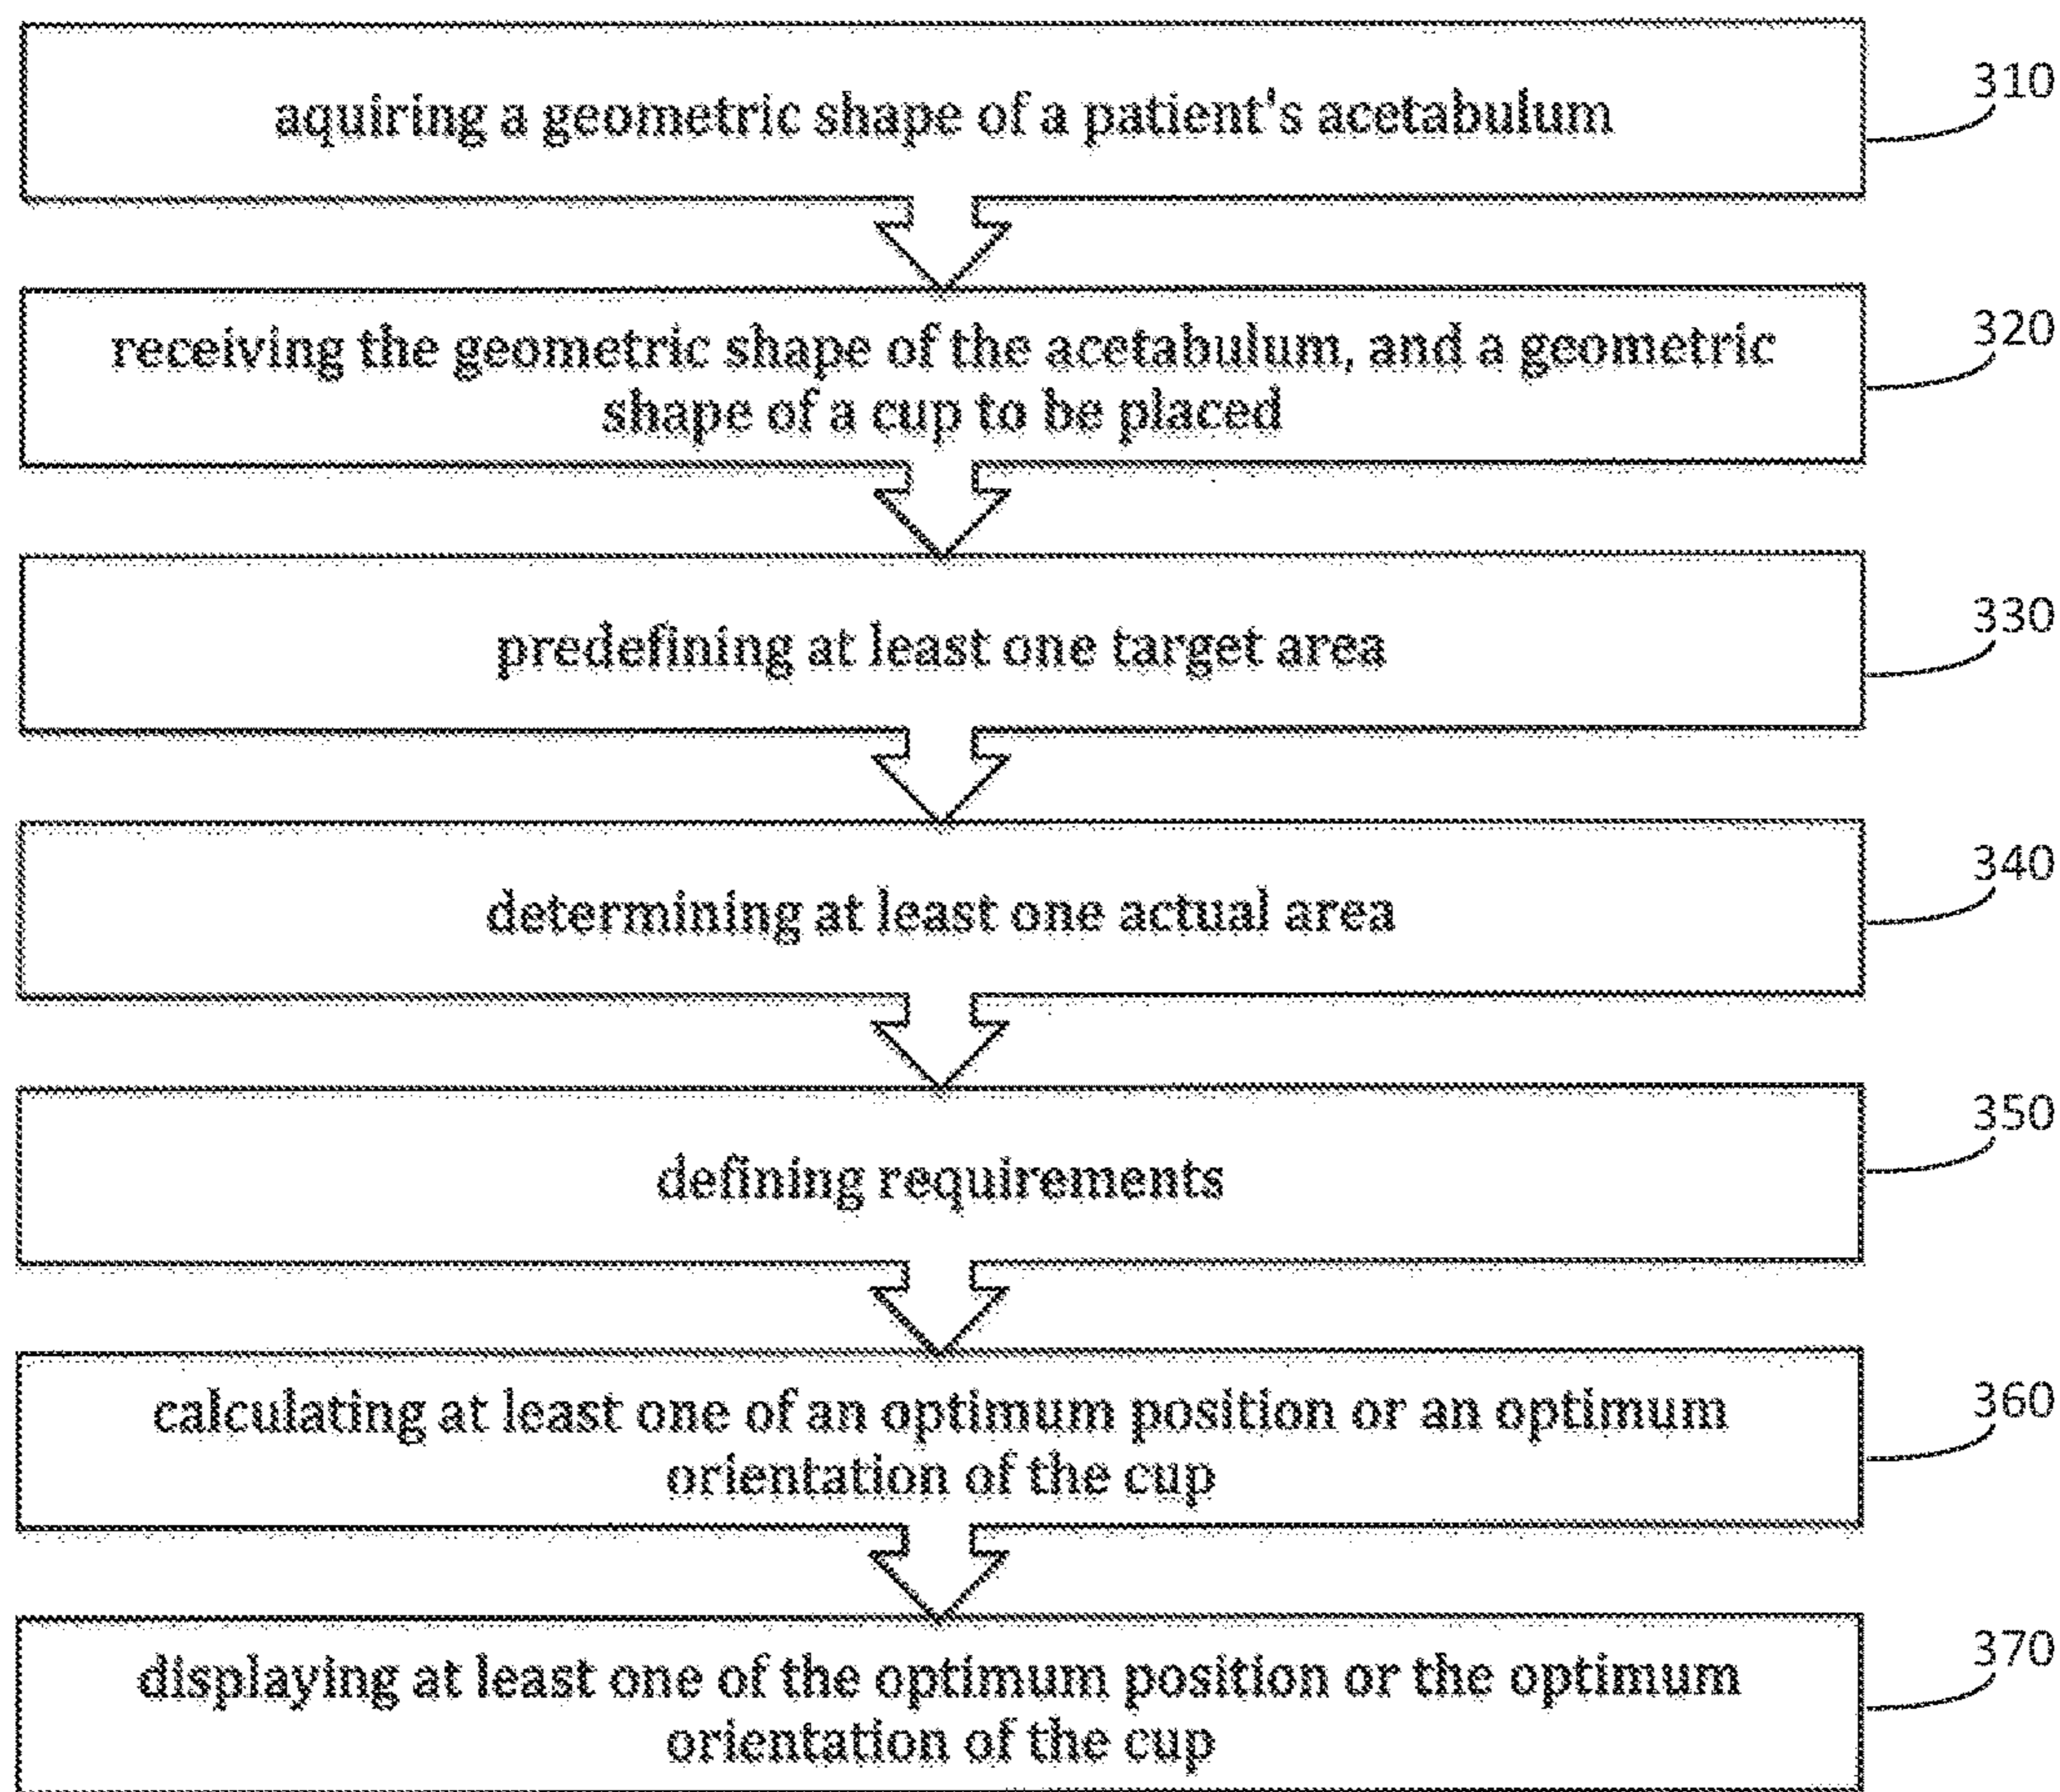 aquiring a geometric shape of a patient's acetabulum
310
receiving the geometric shape of the acetabulum, and a geometric
shape of a cup to be placed
320
predefining at least one target area
330
determining at least one actual area
340
defining requirements
350
calculating at least one of an optimum position or an optimum
orientation of the cup
360
displaying at least one of the optimum position or the optimum
orientation of the cup
370